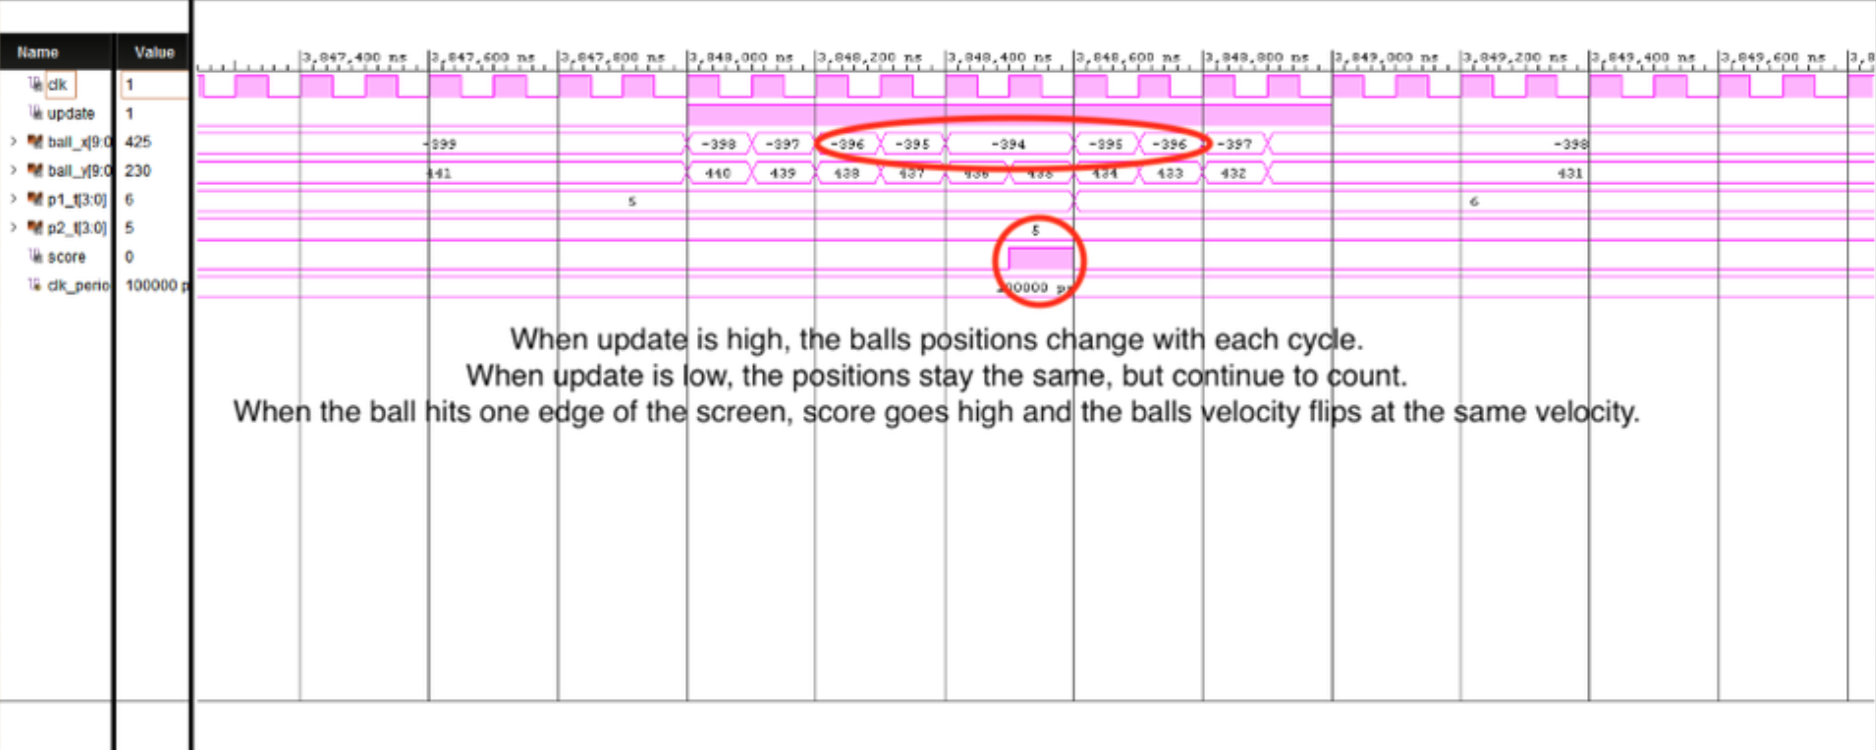 Name Value 3,847,400 ns 3,847,600 ns 3,847,800 ns 3,848,000 ns 3,848,200 ns 3,848,400 ns 3,848,600 ns 3,848,800 ns 3,849,000 ns 3,849,200 ns 3,849,400 ns 3,849,600 ns 3,8
clk 1
update 1
ball_x[9:0 425 -399 -398 -397 -396 -395 -394 -395 -396 -397 -398
ball_y[9:0 230 441 440 439 438 437 436 435 434 433 432 431
p1_t[3:0] 6 5 6
p2_t[3:0] 5 5
score 0
clk_perio 100000 p 100000 ps
When update is high, the balls positions change with each cycle.
When update is low, the positions stay the same, but continue to count.
When the ball hits one edge of the screen, score goes high and the balls velocity flips at the same velocity.